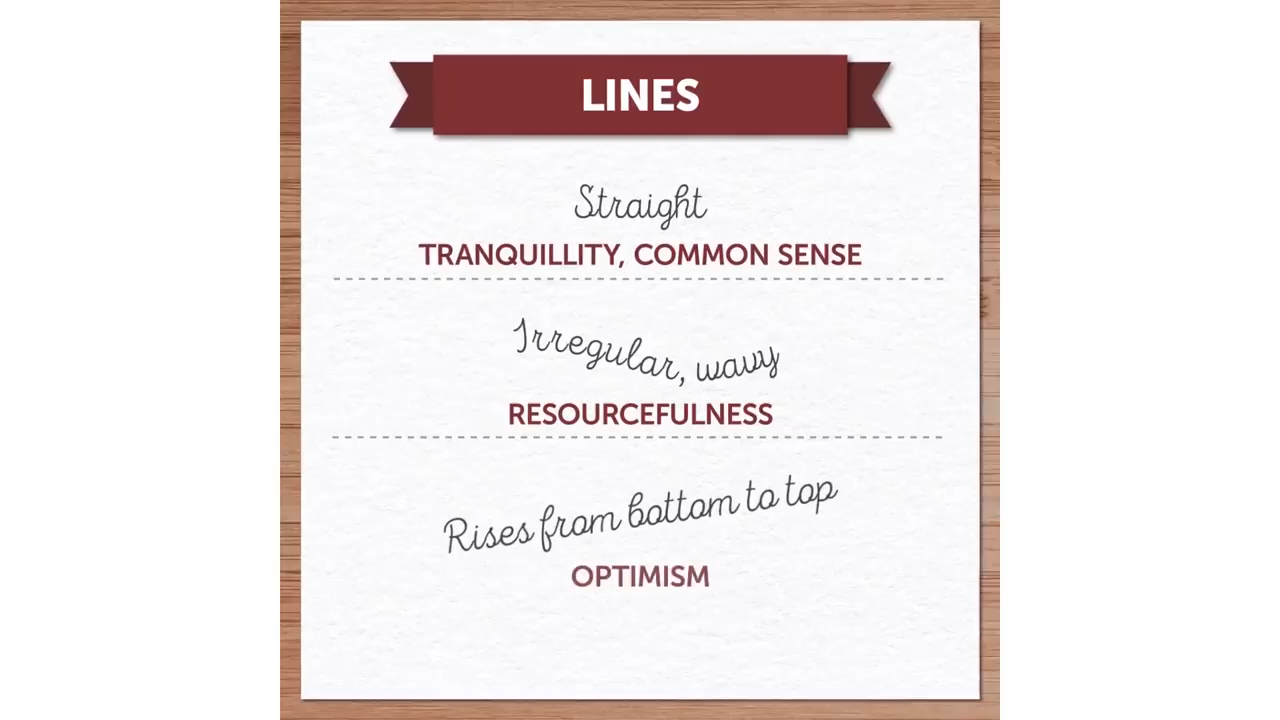 LINES
Straight
TRANQUILLITY, COMMON SENSE
Irregular, wavy
RESOURCEFULNESS
Rises from bottom to top
OPTIMISM